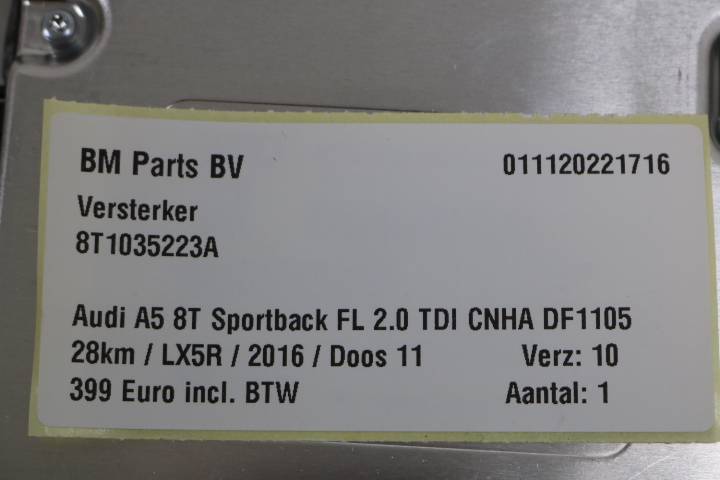 BM Parts BV 011120221716
Versterker
8T1035223A
Audi A5 8T Sportback FL 2.0 TDI CNHA DF1105
28km / LX5R / 2016 / Doos 11 Verz: 10
399 Euro incl. BTW Aantal: 1